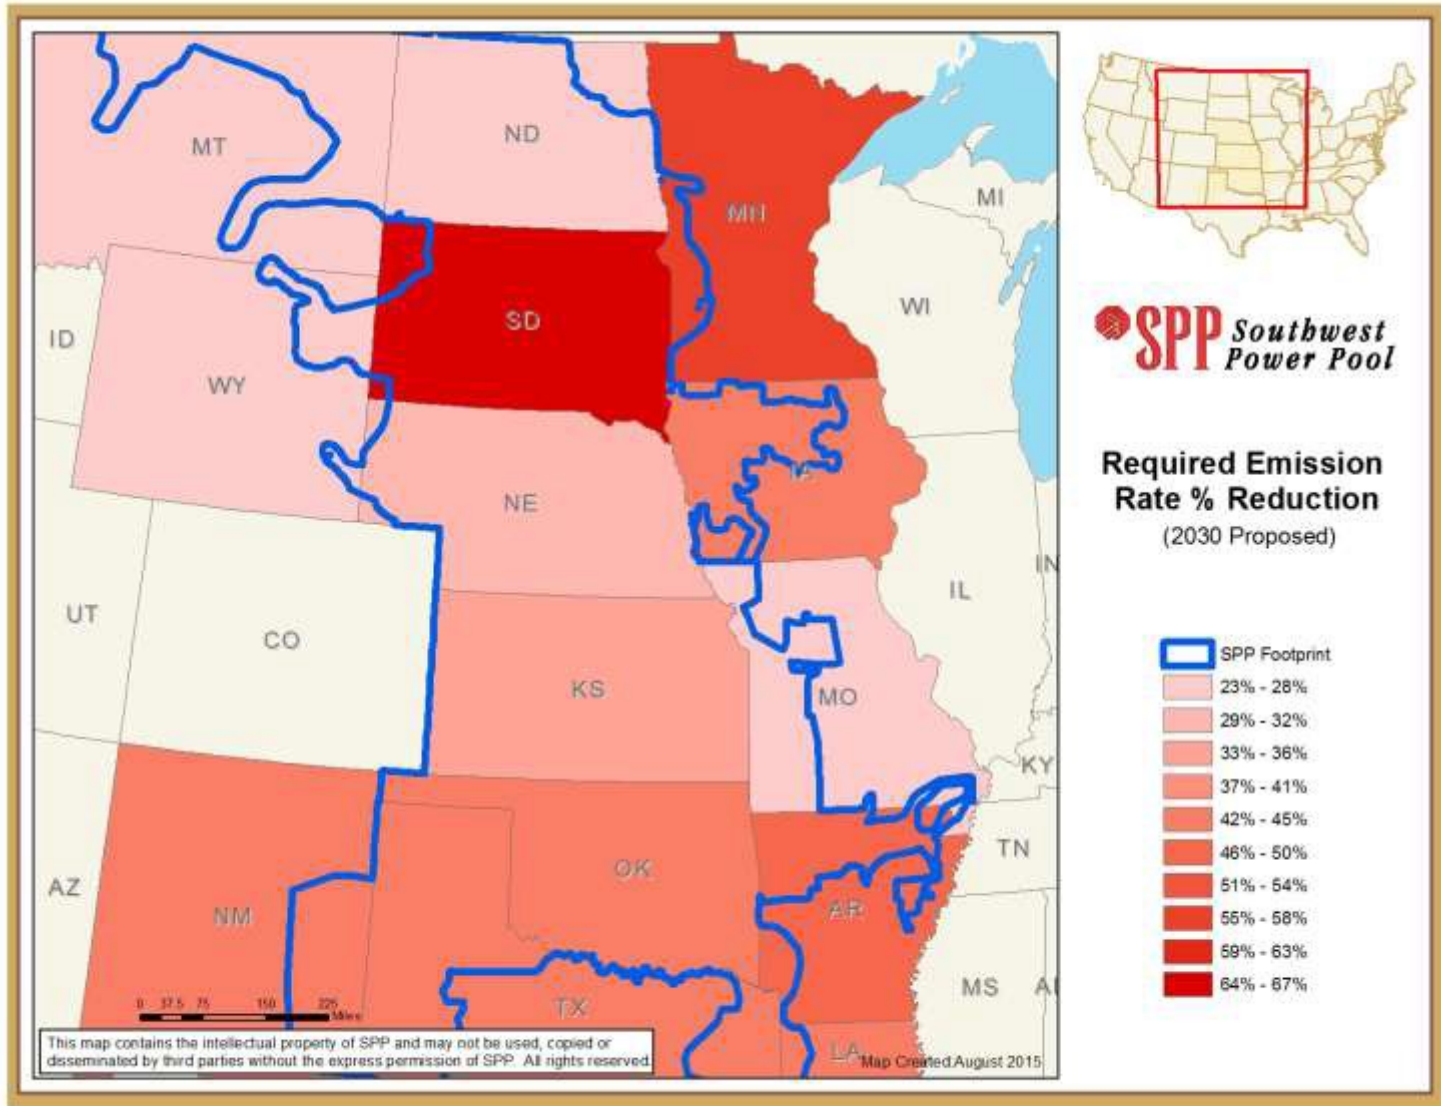 MT
ND
MN
MI
SD
WI
ID
WY
NE
IA
IN
UT
CO
IL
KS
MO
KY
AZ
NM
OK
AR
TN
TX
MS
AL
LA
0 37.5 75 150 225
Miles
This map contains the intellectual property of SPP and may not be used, copied or
disseminated by third parties without the express permission of SPP. All rights reserved.
Map Created August 2015
SPP Southwest
Power Pool
Required Emission
Rate % Reduction
(2030 Proposed)
SPP Footprint
23% - 28%
29% - 32%
33% - 36%
37% - 41%
42% - 45%
46% - 50%
51% - 54%
55% - 58%
59% - 63%
64% - 67%